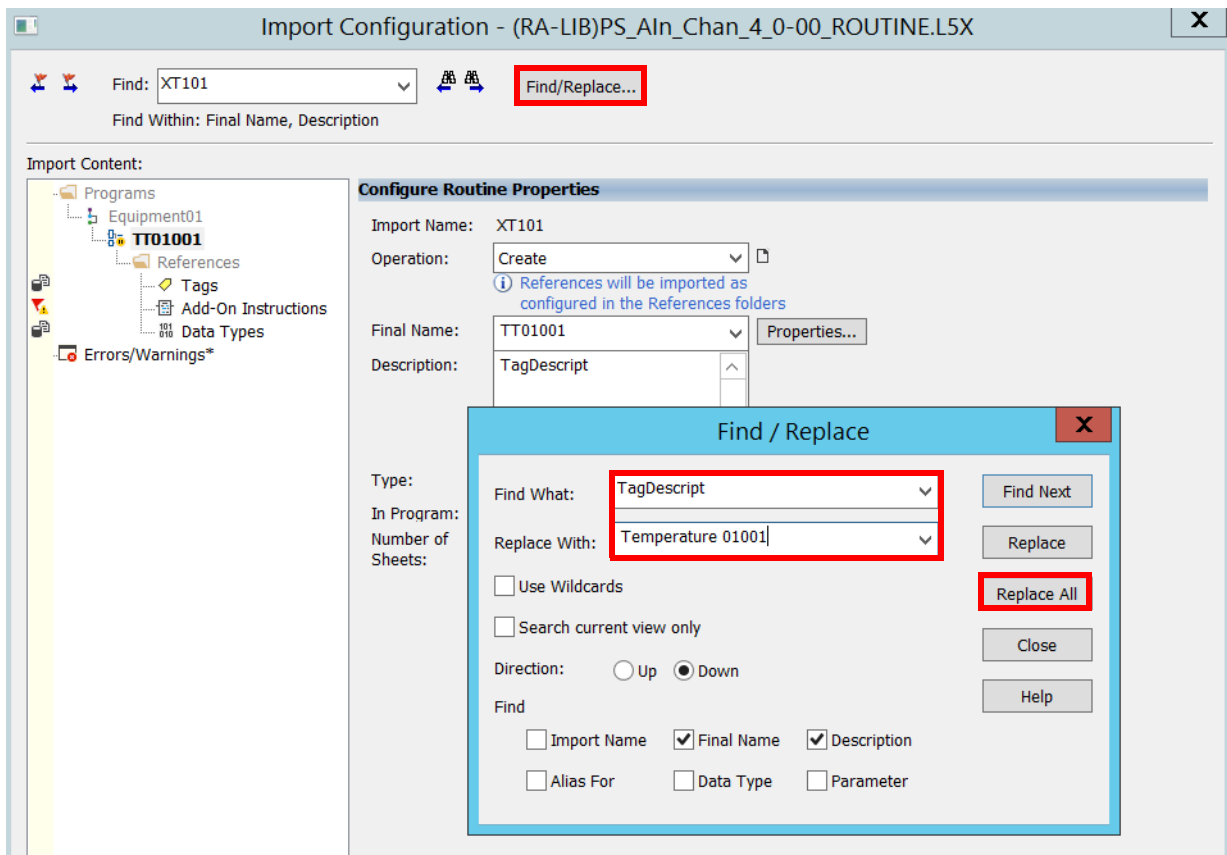 Import Configuration - (RA-LIB)PS_AIn_Chan_4_0-00_ROUTINE.L5X
X
Find: XT101
Find/Replace...
Find Within: Final Name, Description
Import Content:
Programs
Equipment01
TT01001
References
Tags
Add-On Instructions
Data Types
Errors/Warnings*
Configure Routine Properties
Import Name: XT101
Operation: Create
References will be imported as
configured in the References folders
Final Name: TT01001 Properties...
Description: TagDescript
Type:
In Program:
Number of
Sheets:
Find / Replace
X
Find What: TagDescript Find Next
Replace With: Temperature 01001 Replace
Use Wildcards Replace All
Search current view only
Close
Direction: Up Down
Help
Find
Import Name Final Name Description
Alias For Data Type Parameter